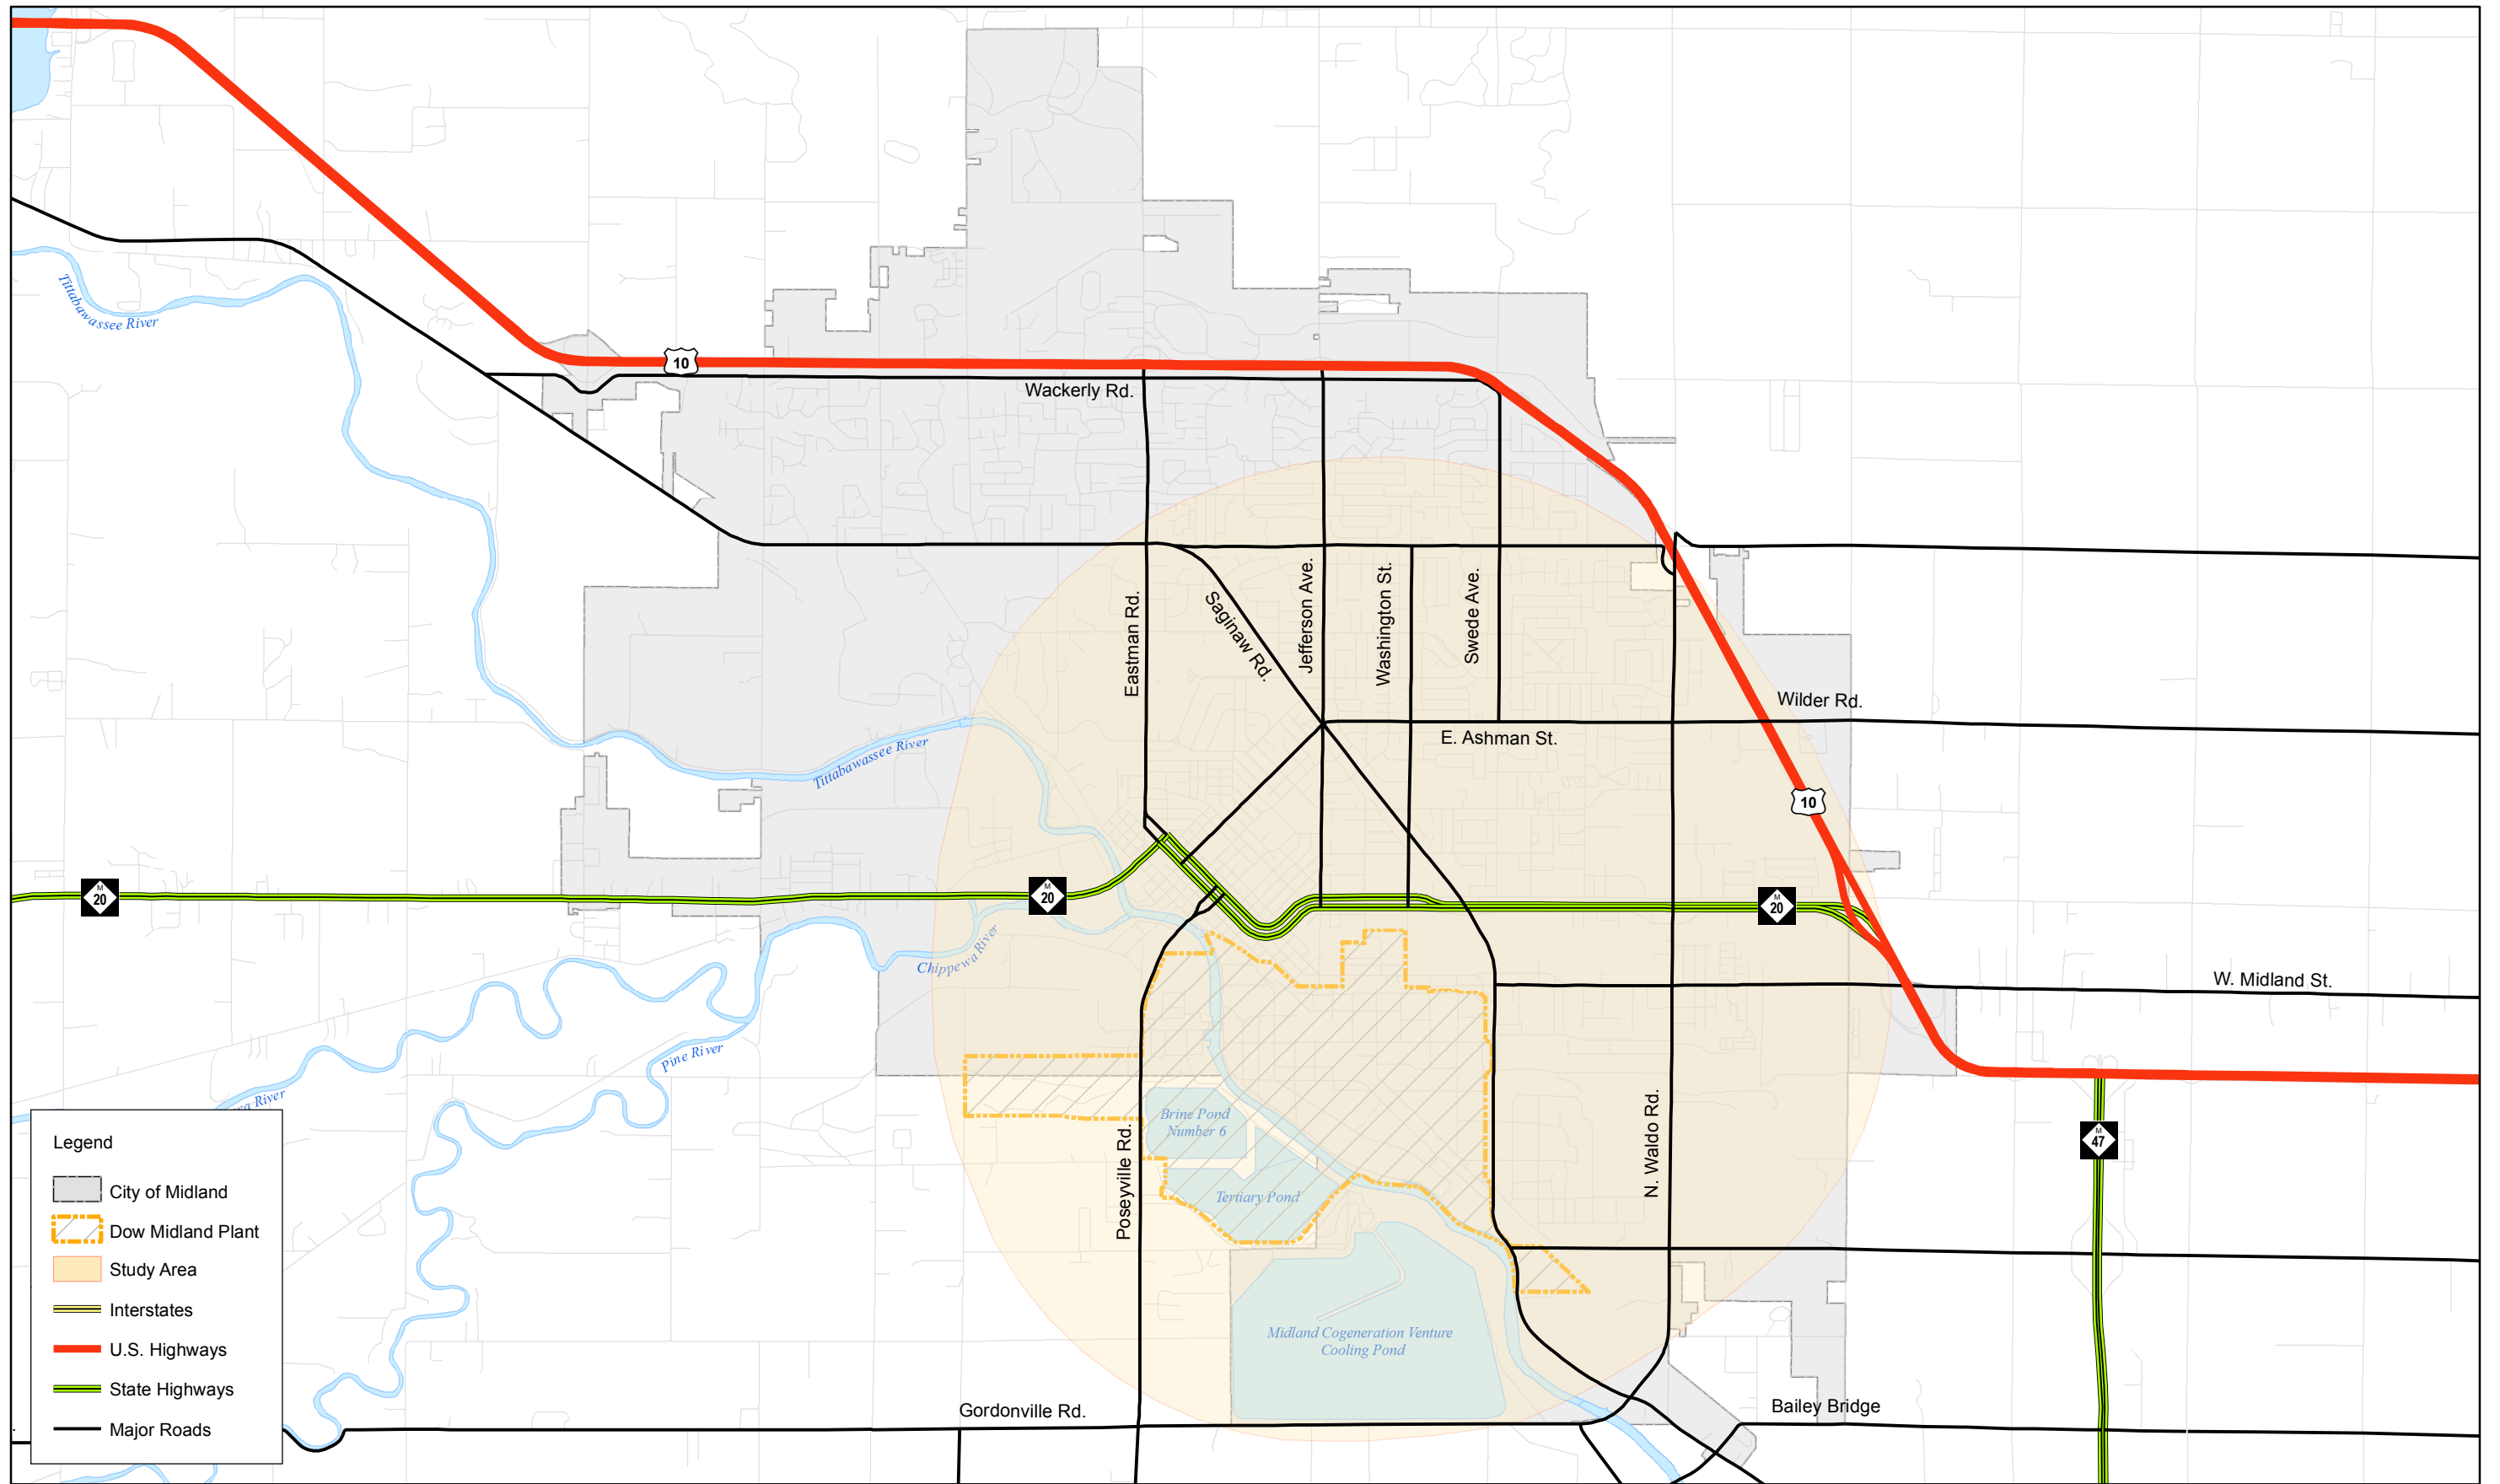 Tittabawassee River
10
Wackerly Rd.
Eastman Rd.
Saginaw Rd.
Jefferson Ave.
Washington St.
Swede Ave.
Wilder Rd.
E. Ashman St.
Tittabawassee River
10
M
20
M
20
M
20
Chippewa River
W. Midland St.
Pine River
wa River
Brine Pond
Number 6
Poseyville Rd.
N. Waldo Rd.
M
47
Tertiary Pond
Midland Cogeneration Venture
Cooling Pond
Gordonville Rd.
Bailey Bridge
Legend
City of Midland
Dow Midland Plant
Study Area
Interstates
U.S. Highways
State Highways
Major Roads